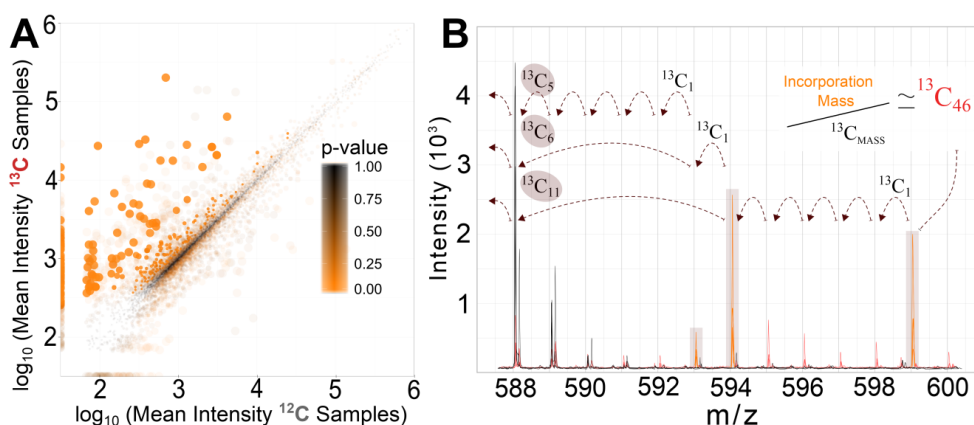 A
log₁₀ (Mean Intensity ¹³C Samples)
6
5
4
3
2
p-value
1.00
0.75
0.50
0.25
0.00
2 3 4 5 6
log₁₀ (Mean Intensity ¹²C Samples)
B
Intensity (10³)
4
3
2
1
¹³C₅ ¹³C₁
¹³C₆ ¹³C₁
¹³C₁₁ ¹³C₁
Incorporation
Mass
¹³C_MASS
≃ ¹³C₄₆
588 590 592 594 596 598 600
m/z